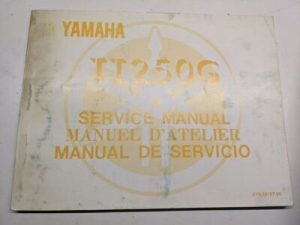 YAMAHA
TT250G
SERVICE MANUAL
MANUEL D'ATELIER
MANUAL DE SERVICIO